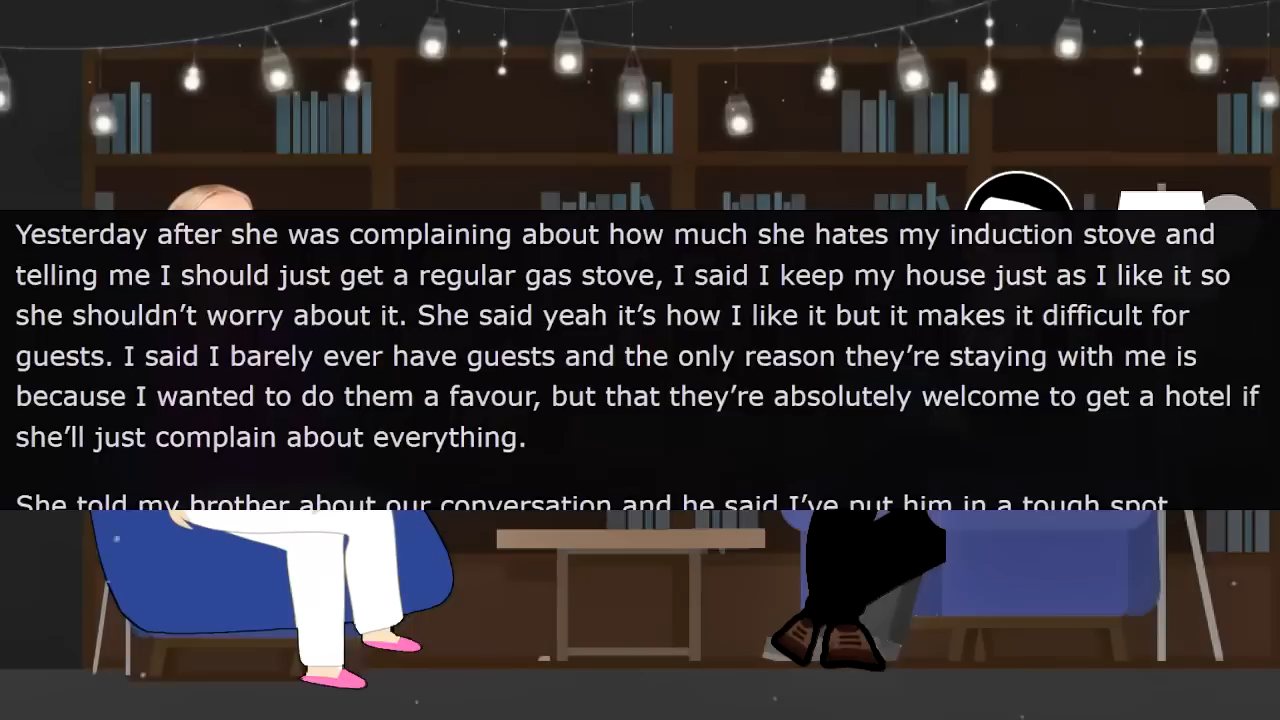 Yesterday after she was complaining about how much she hates my induction stove and
telling me I should just get a regular gas stove, I said I keep my house just as I like it so
she shouldn’t worry about it. She said yeah it’s how I like it but it makes it difficult for
guests. I said I barely ever have guests and the only reason they’re staying with me is
because I wanted to do them a favour, but that they’re absolutely welcome to get a hotel if
she’ll just complain about everything.
She told my brother about our conversation and he said I’ve put him in a tough spot